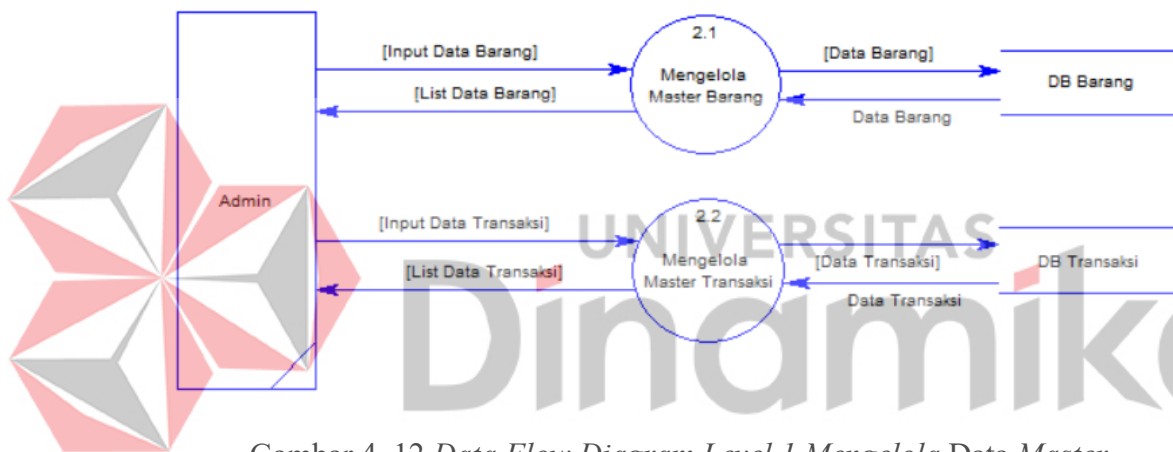 2.1
[Input Data Barang]
[Data Barang]
Mengelola
Master Barang
DB Barang
[List Data Barang]
Data Barang
Admin
2.2
[Input Data Transaksi]
UNIVERSITAS
Mengelola
Master Transaksi
[Data Transaksi]
DB Transaksi
[List Data Transaksi]
Data Transaksi
Dinamika
Gambar 4. 12 Data Flow Diagram Level 1 Mengelola Data Master